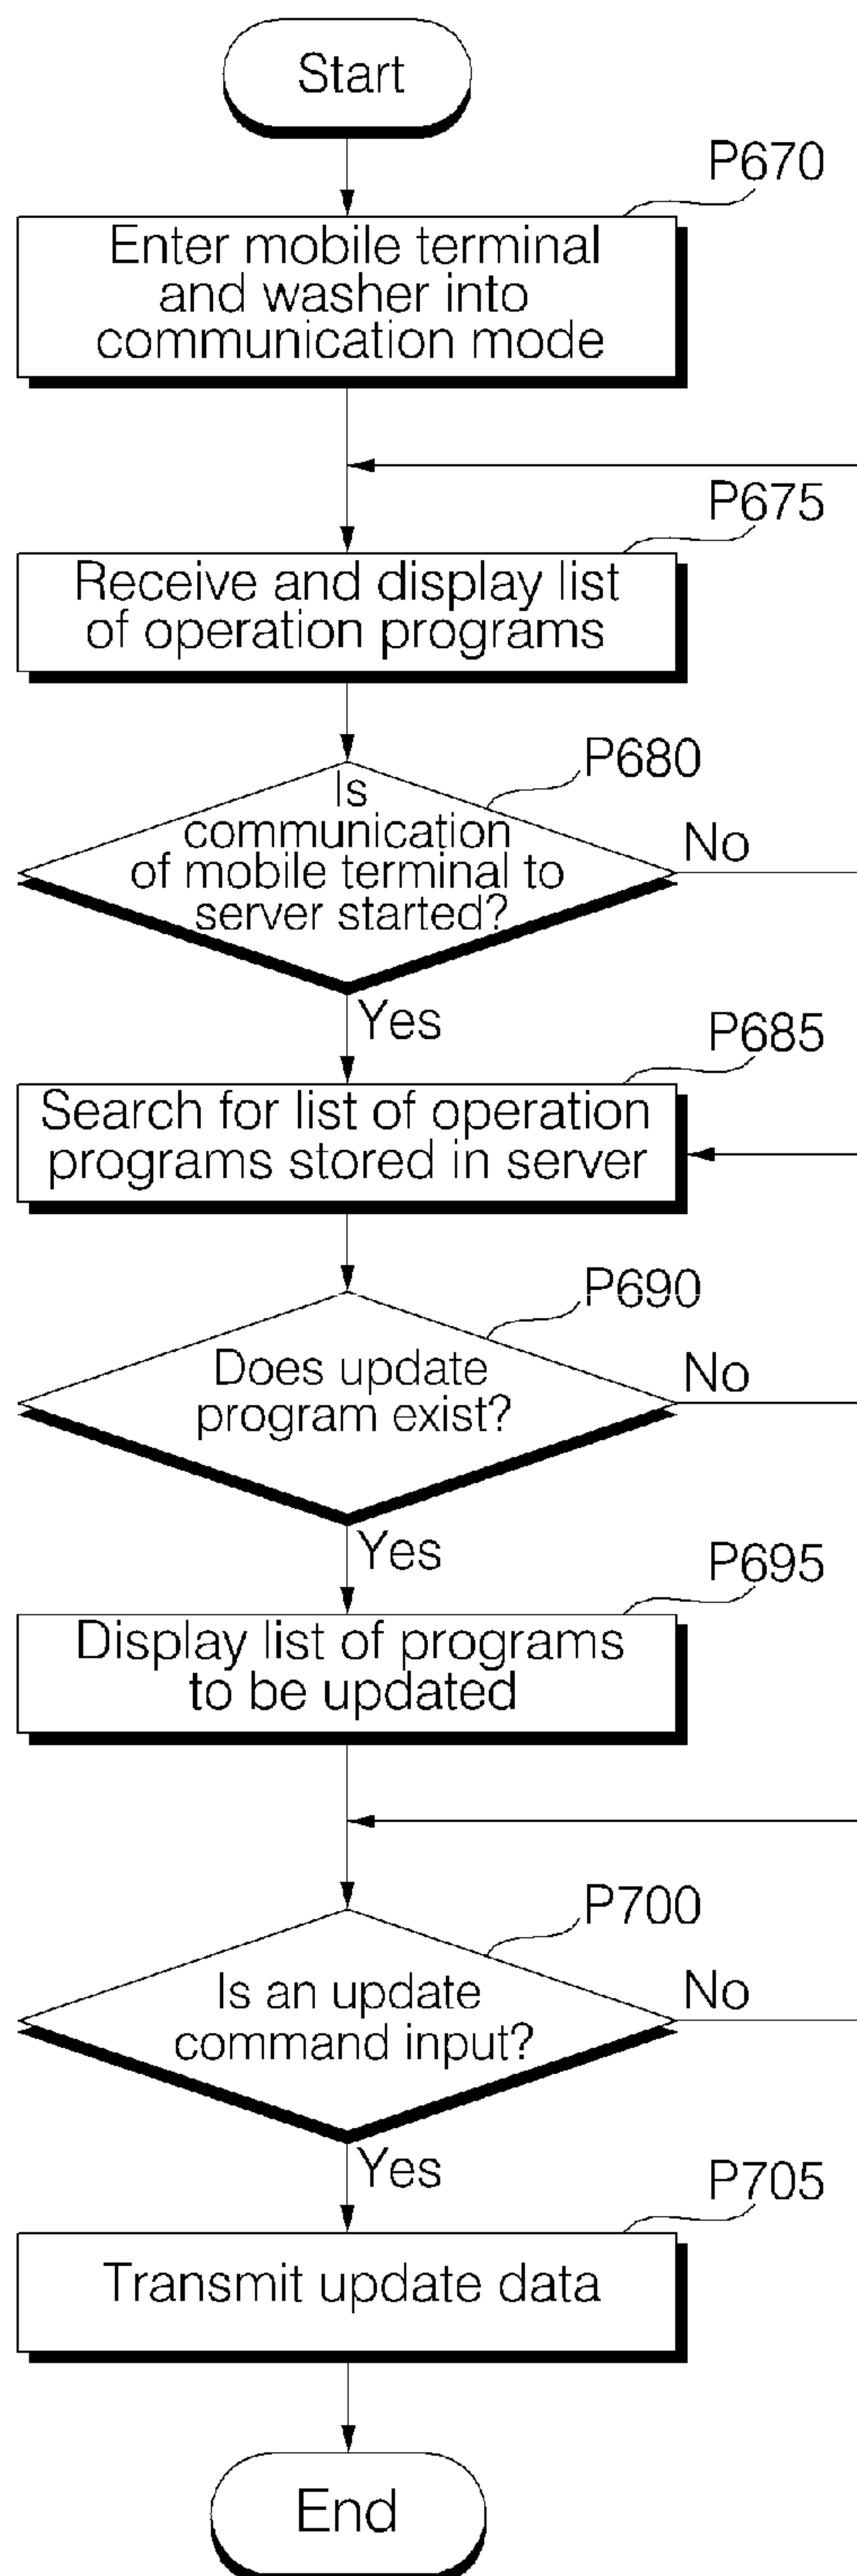 Start
P670
Enter mobile terminal
and washer into
communication mode
P675
Receive and display list
of operation programs
P680
Is
communication
of mobile terminal to
server started?
No
Yes
P685
Search for list of operation
programs stored in server
P690
Does update
program exist?
No
Yes
P695
Display list of programs
to be updated
P700
Is an update
command input?
No
Yes
P705
Transmit update data
End